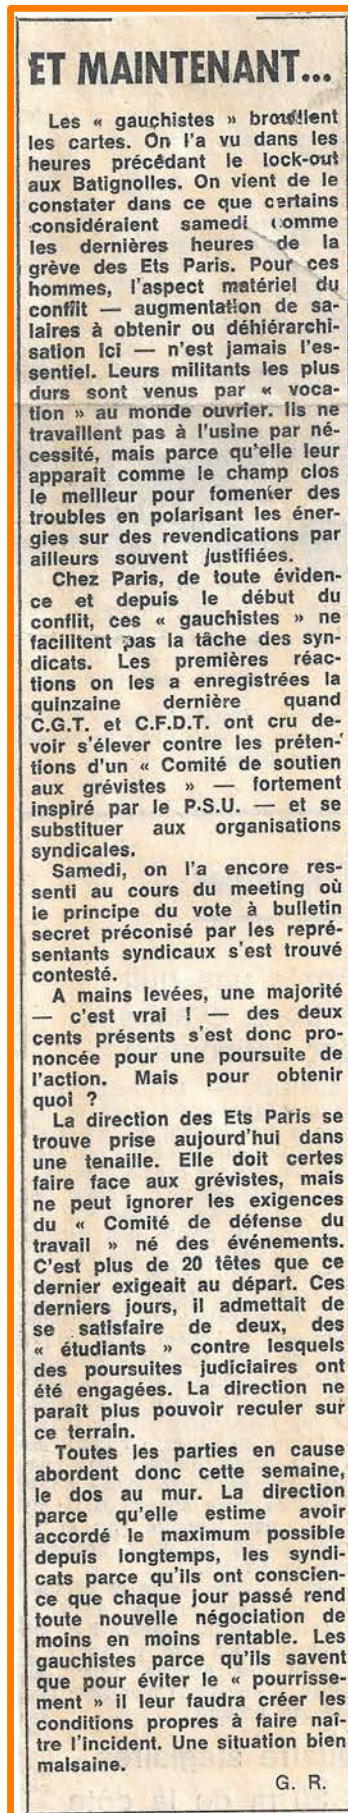 ET MAINTENANT...
Les « gauchistes » brouillent
les cartes. On l'a vu dans les
heures précédant le lock-out
aux Batignolles. On vient de le
constater dans ce que certains
considéraient samedi comme
les dernières heures de la
grève des Ets Paris. Pour ces
hommes, l'aspect matériel du
conflit — augmentation de sa-
laires à obtenir ou déhiérarchi-
sation ici — n'est jamais l'es-
sentiel. Leurs militants les plus
durs sont venus par « voca-
tion » au monde ouvrier. Ils ne
travaillent pas à l'usine par né-
cessité, mais parce qu'elle leur
apparaît comme le champ clos
le meilleur pour fomenter des
troubles en polarisant les éner-
gies sur des revendications par
ailleurs souvent justifiées.
Chez Paris, de toute éviden-
ce et depuis le début du
conflit, ces « gauchistes » ne
facilitent pas la tâche des syn-
dicats. Les premières réac-
tions on les a enregistrées la
quinzaine dernière quand
C.G.T. et C.F.D.T. ont cru de-
voir s'élever contre les préten-
tions d'un « Comité de soutien
aux grévistes » — fortement
inspiré par le P.S.U. — et se
substituer aux organisations
syndicales.
Samedi, on l'a encore res-
senti au cours du meeting où
le principe du vote à bulletin
secret préconisé par les repré-
sentants syndicaux s'est trouvé
contesté.
A mains levées, une majorité
— c'est vrai ! — des deux
cents présents s'est donc pro-
noncée pour une poursuite de
l'action. Mais pour obtenir
quoi ?
La direction des Ets Paris se
trouve prise aujourd'hui dans
une tenaille. Elle doit certes
faire face aux grévistes, mais
ne peut ignorer les exigences
du « Comité de défense du
travail » né des événements.
C'est plus de 20 têtes que ce
dernier exigeait au départ. Ces
derniers jours, il admettait de
se satisfaire de deux, des
« étudiants » contre lesquels
des poursuites judiciaires ont
été engagées. La direction ne
paraît plus pouvoir reculer sur
ce terrain.
Toutes les parties en cause
abordent donc cette semaine,
le dos au mur. La direction
parce qu'elle estime avoir
accordé le maximum possible
depuis longtemps, les syndi-
cats parce qu'ils ont conscien-
ce que chaque jour passé rend
toute nouvelle négociation de
moins en moins rentable. Les
gauchistes parce qu'ils savent
que pour éviter le « pourrisse-
ment » il leur faudra créer les
conditions propres à faire naî-
tre l'incident. Une situation bien
malsaine.
G. R.